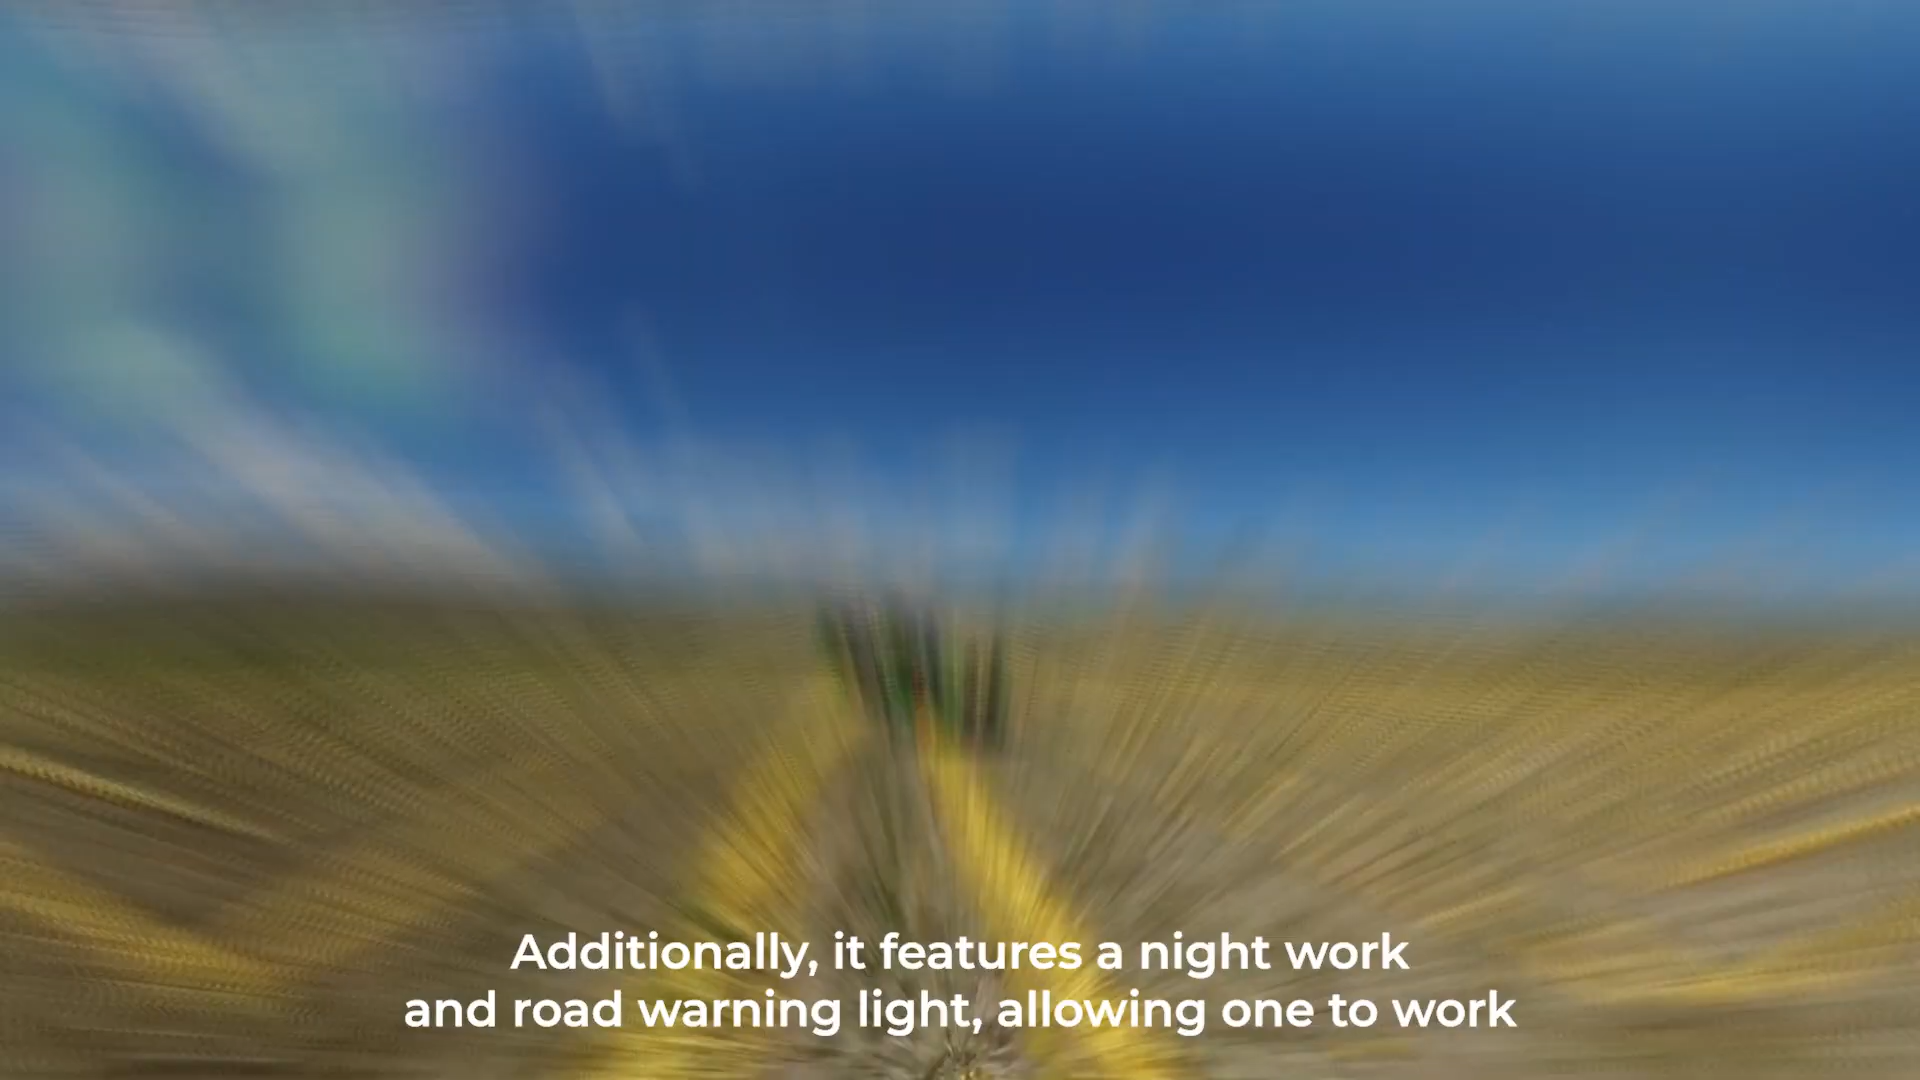 Additionally, it features a night work
and road warning light, allowing one to work